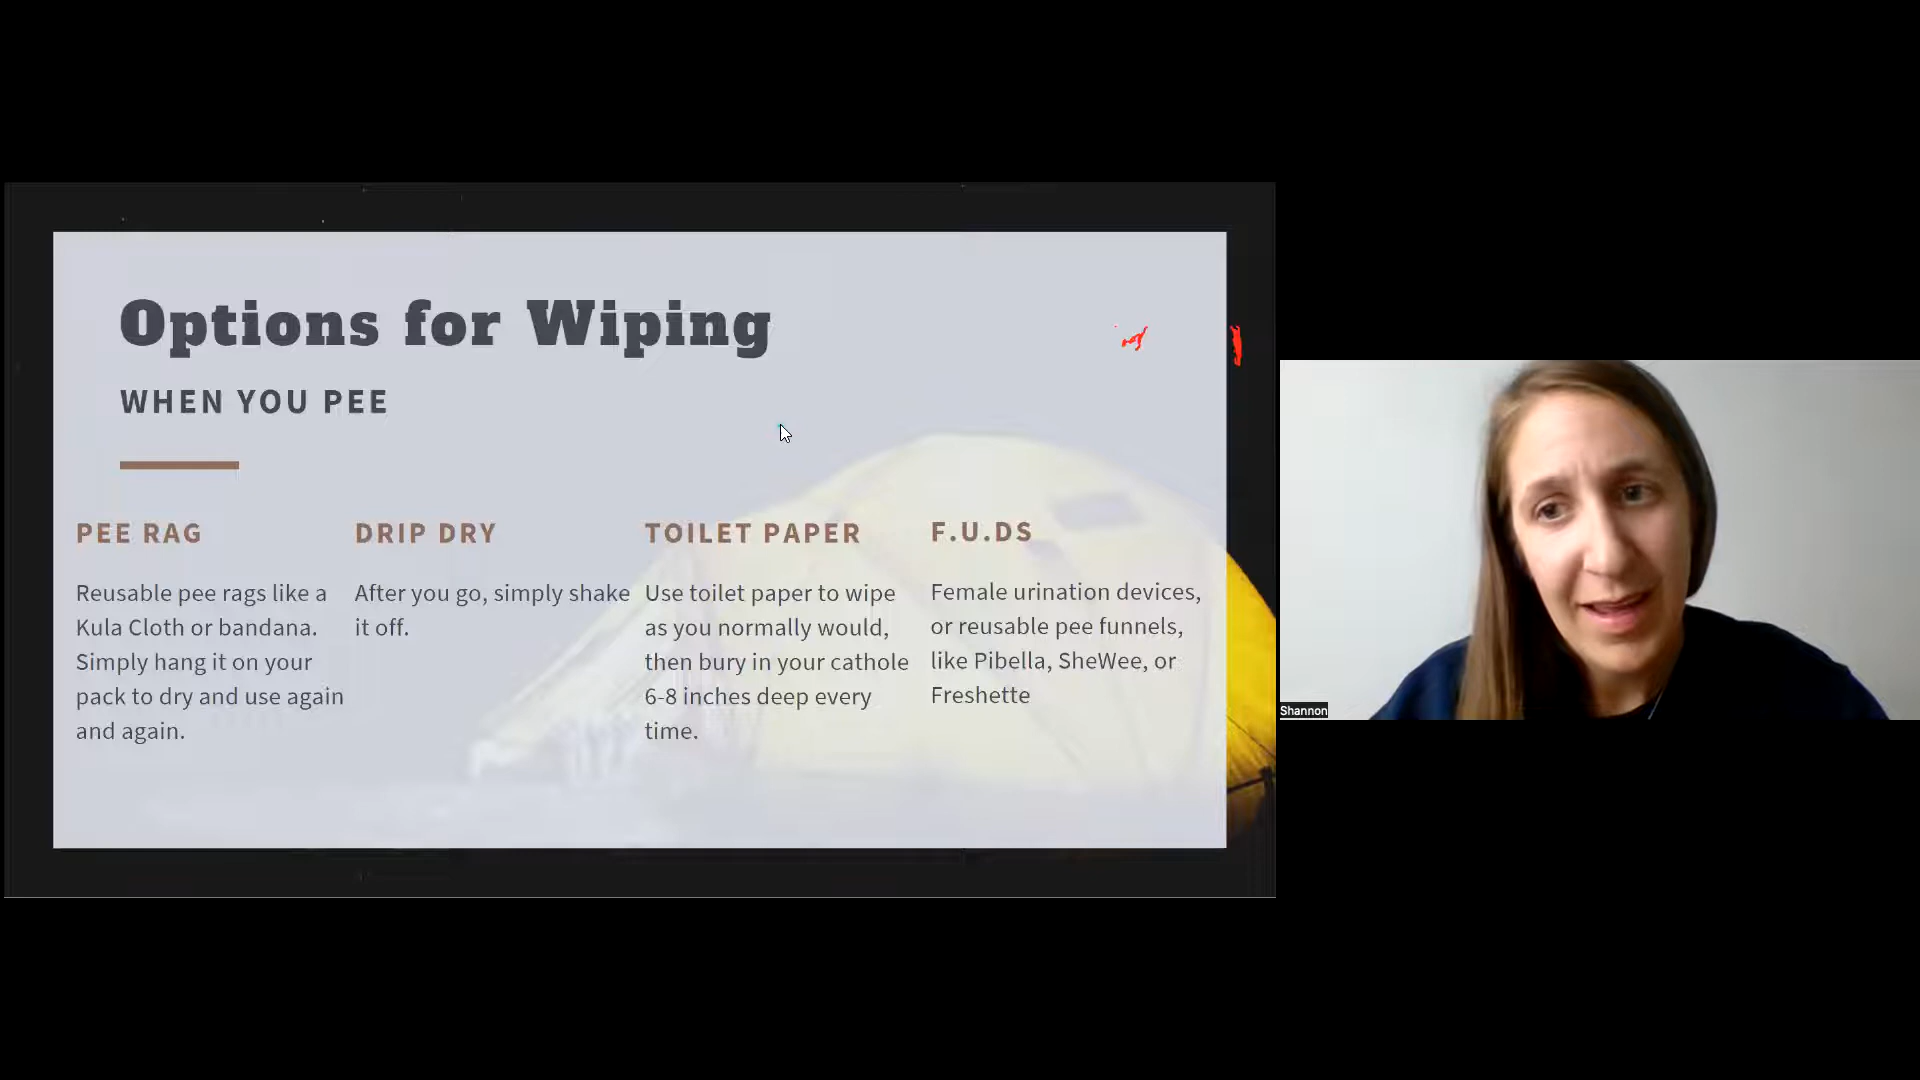 Options for Wiping
WHEN YOU PEE
PEE RAG
Reusable pee rags like a
Kula Cloth or bandana.
Simply hang it on your
pack to dry and use again
and again.
DRIP DRY
After you go, simply shake
it off.
TOILET PAPER
Use toilet paper to wipe
as you normally would,
then bury in your cathole
6-8 inches deep every
time.
F.U.DS
Female urination devices,
or reusable pee funnels,
like Pibella, SheWee, or
Freshette
Shannon